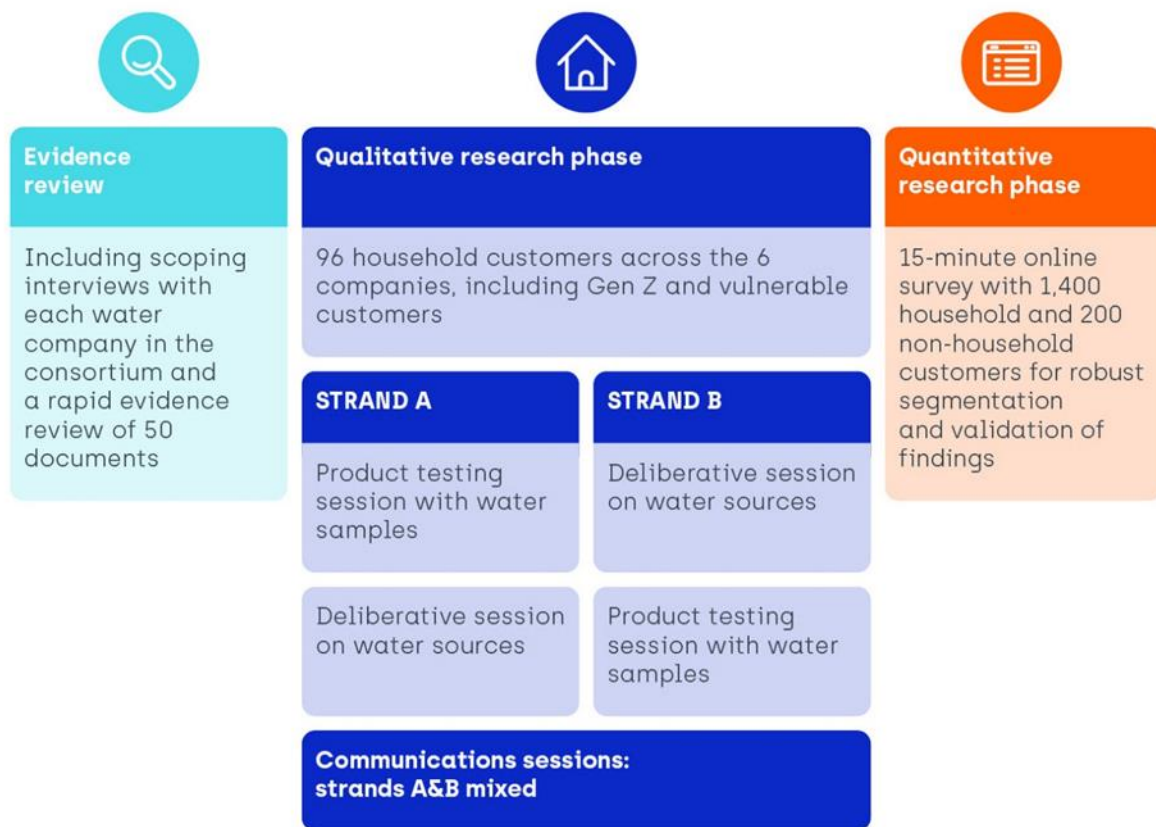 Evidence
review
Including scoping
interviews with
each water
company in the
consortium and
a rapid evidence
review of 50
documents
Qualitative research phase
96 household customers across the 6
companies, including Gen Z and vulnerable
customers
STRAND A
Product testing
session with water
samples
Deliberative session
on water sources
STRAND B
Deliberative session
on water sources
Product testing
session with water
samples
Communications sessions:
strands A&B mixed
Quantitative
research phase
15-minute online
survey with 1,400
household and 200
non-household
customers for robust
segmentation
and validation of
findings